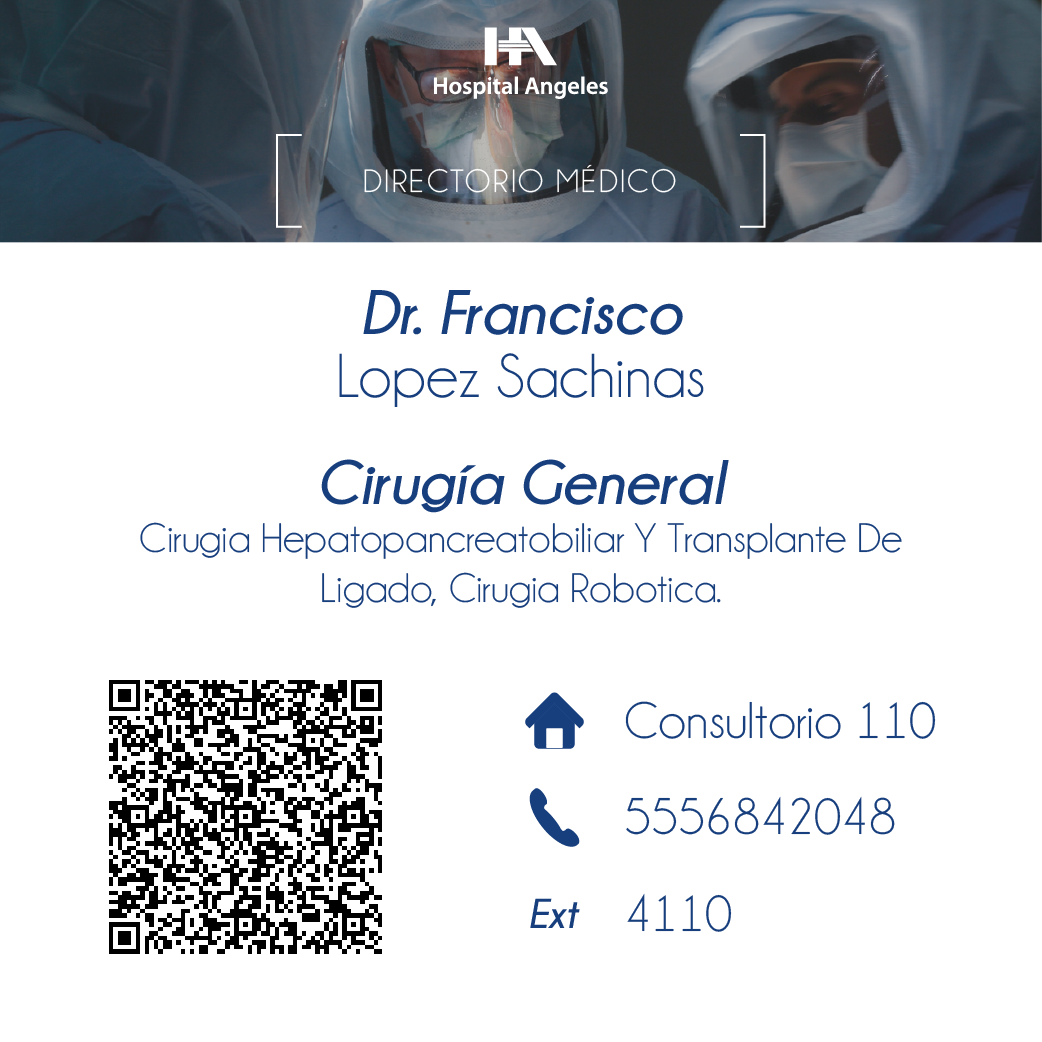 Hospital Angeles
DIRECTORIO MÉDICO
Dr. Francisco
Lopez Sachinas
Cirugía General
Cirugia Hepatopancreatobiliar Y Transplante De
Ligado, Cirugia Robotica.
Consultorio 110
5556842048
Ext 4110